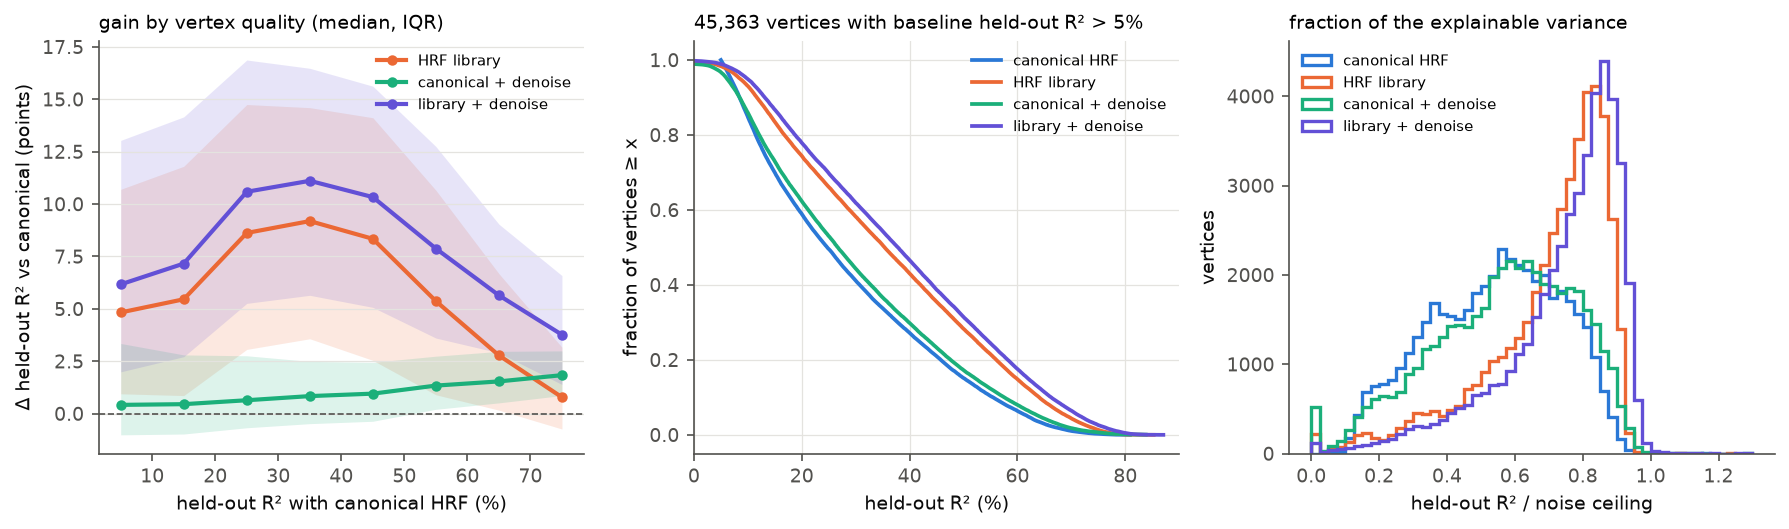 gain by vertex quality (median, IQR)
Δ held-out R² vs canonical (points)
17.5
15.0
12.5
10.0
7.5
5.0
2.5
0.0
HRF library
canonical + denoise
library + denoise
10 20 30 40 50 60 70
held-out R² with canonical HRF (%)
45,363 vertices with baseline held-out R² > 5%
fraction of vertices ≥ x
1.0
0.8
0.6
0.4
0.2
0.0
canonical HRF
HRF library
canonical + denoise
library + denoise
0 20 40 60 80
held-out R² (%)
fraction of the explainable variance
vertices
4000
3000
2000
1000
0
canonical HRF
HRF library
canonical + denoise
library + denoise
0.0 0.2 0.4 0.6 0.8 1.0 1.2
held-out R² / noise ceiling